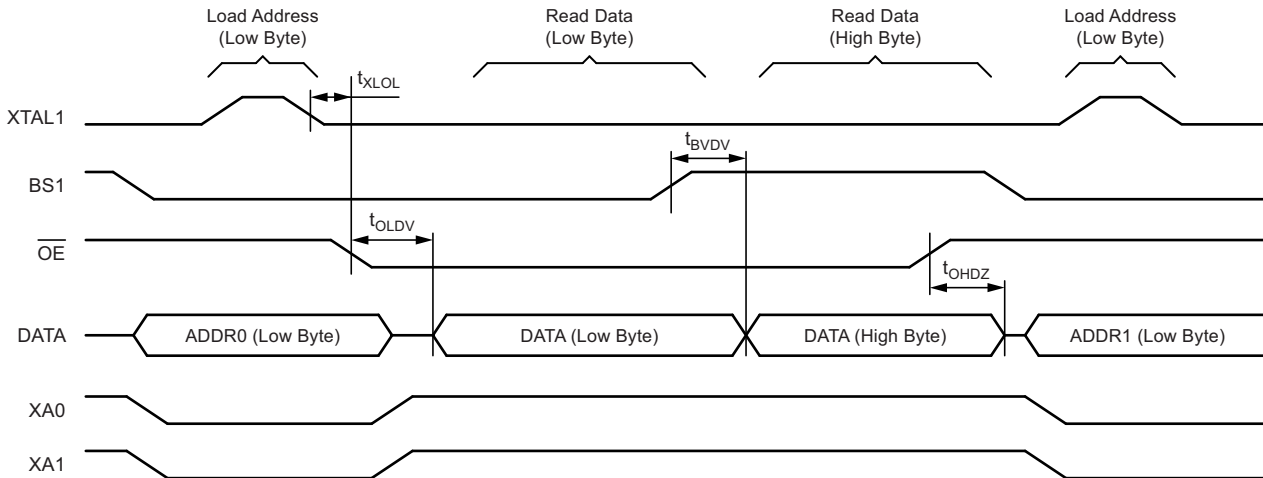 Load Address
(Low Byte)
Read Data
(Low Byte)
Read Data
(High Byte)
Load Address
(Low Byte)
tXLOL
XTAL1
tBVDV
BS1
tOLDV
OE
tOHDZ
DATA
ADDR0 (Low Byte)
DATA (Low Byte)
DATA (High Byte)
ADDR1 (Low Byte)
XA0
XA1